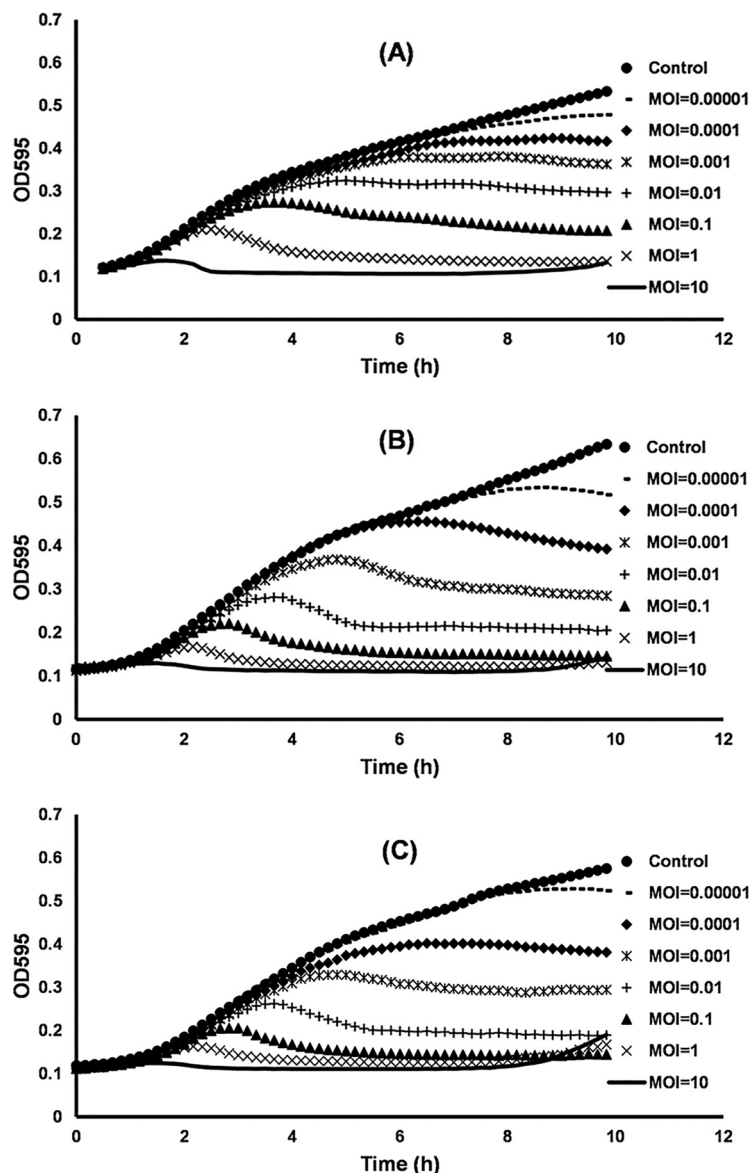 (A)
OD595
0.7
0.6
0.5
0.4
0.3
0.2
0.1
0
0
2
4
6
8
10
12
Time (h)
Control
MOI=0.00001
MOI=0.0001
MOI=0.001
MOI=0.01
MOI=0.1
MOI=1
MOI=10
(B)
OD595
0.7
0.6
0.5
0.4
0.3
0.2
0.1
0
0
2
4
6
8
10
12
Time (h)
Control
MOI=0.00001
MOI=0.0001
MOI=0.001
MOI=0.01
MOI=0.1
MOI=1
MOI=10
(C)
OD595
0.7
0.6
0.5
0.4
0.3
0.2
0.1
0
0
2
4
6
8
10
12
Time (h)
Control
MOI=0.00001
MOI=0.0001
MOI=0.001
MOI=0.01
MOI=0.1
MOI=1
MOI=10